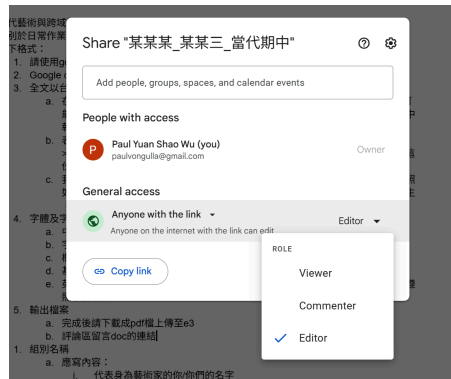 代藝術與跨域
別於日常作業
下格式：
1. 請使用g
2. Google
3. 全文以台
a.
b.
c.
4. 字體及字
a.
b.
c.
d.
e.
5. 輸出檔案
a. 完成後請下載成pdf檔上傳至e3
b. 評論區留言doc的連結
1. 組別名稱
a. 應寫內容：
i. 代表身為藝術家的你/你們的名字
Share "某某某_某某三_當代期中"
Add people, groups, spaces, and calendar events
People with access
P
Paul Yuan Shao Wu (you)
paulvongulla@gmail.com
Owner
General access
Anyone with the link
Anyone on the internet with the link can edit
Editor
Copy link
ROLE
Viewer
Commenter
Editor